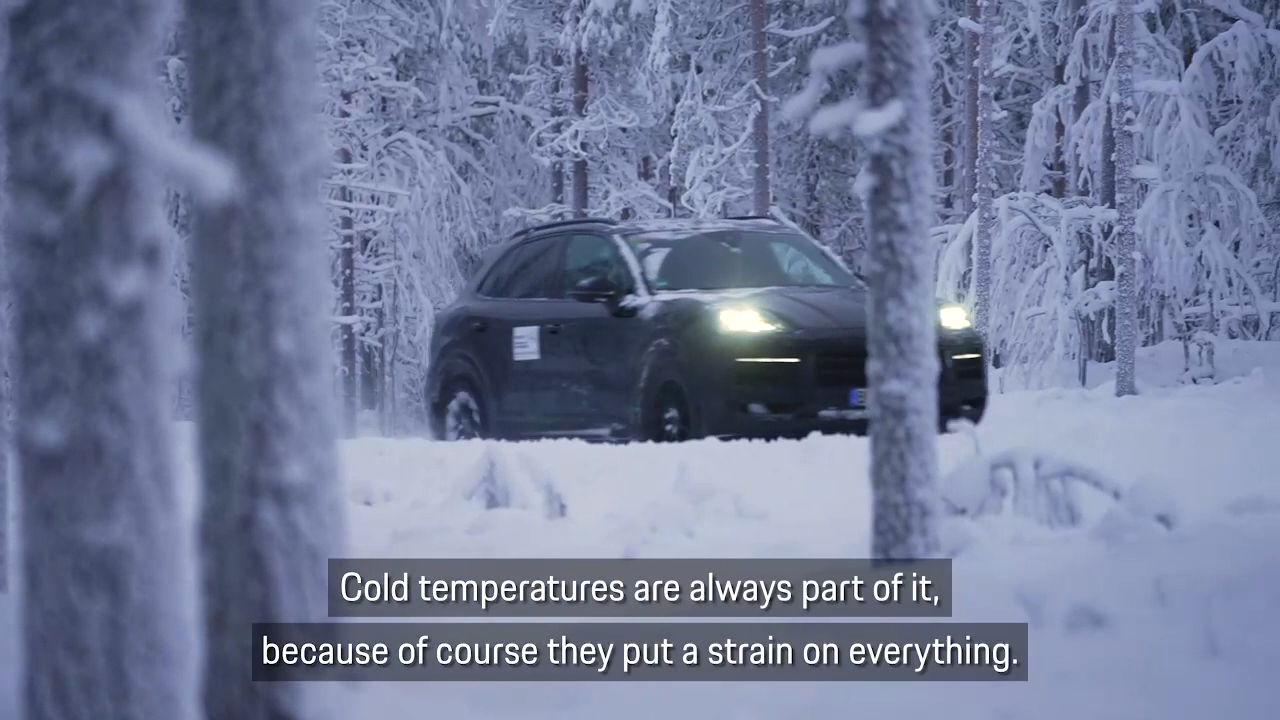 Cold temperatures are always part of it,
because of course they put a strain on everything.